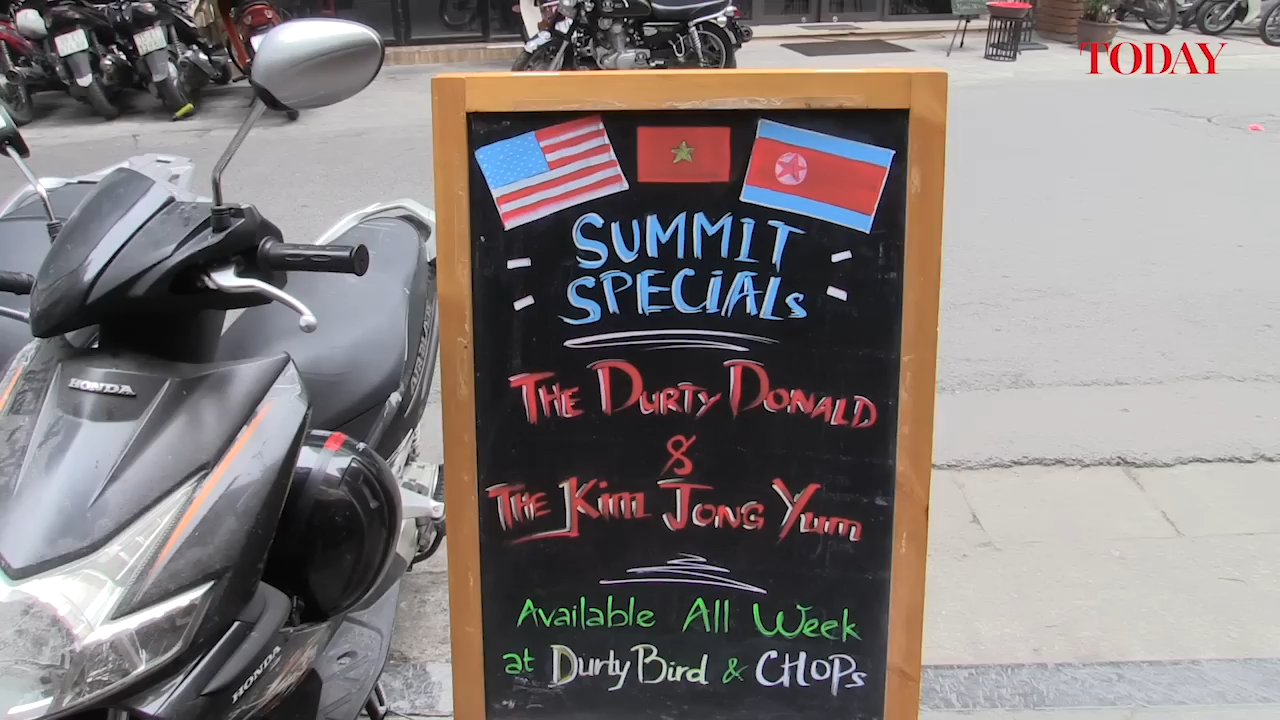 TODAY
SUMMIT
SPECIALs
THE DURTY DONALD
&
THE Kim JONG Yum
Available All Week
at Durty Bird & CHOPs
HONDA
HONDA